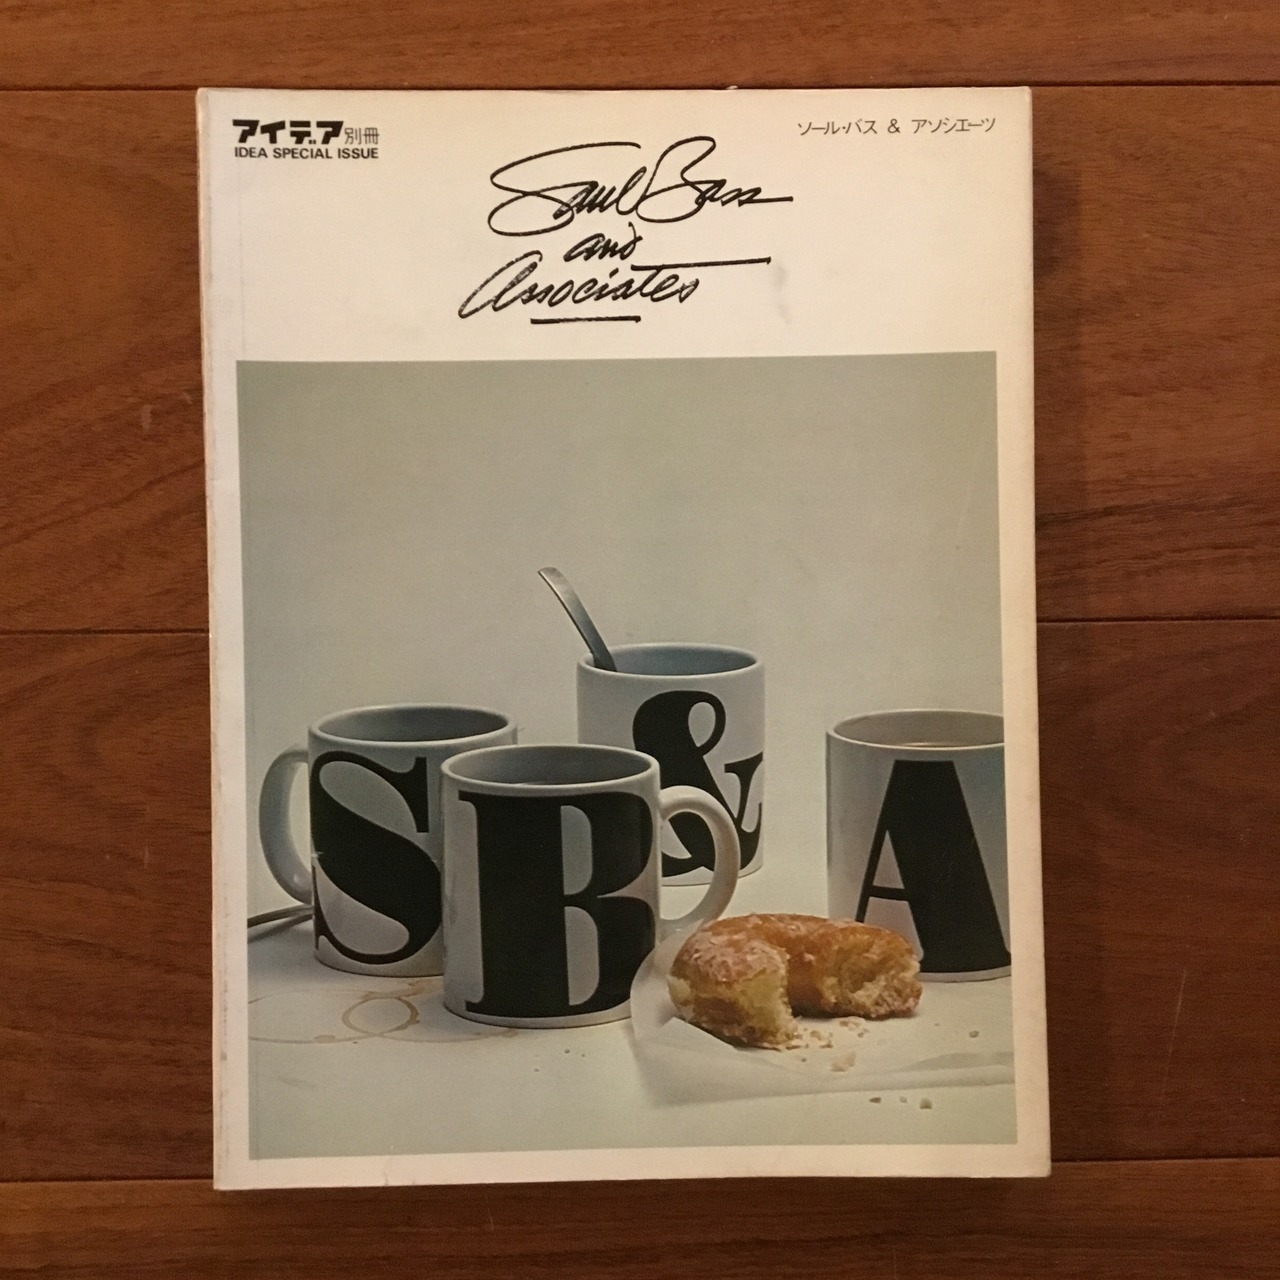 アイデア別冊
IDEA SPECIAL ISSUE
ソール・バス & アソシエーツ
Saul Bass
and
Associates
S
B
&
A